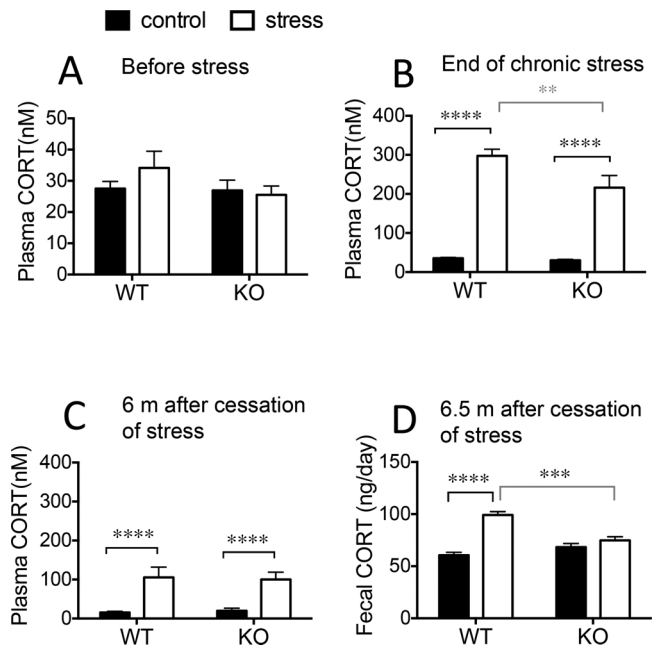 control stress
A Before stress
Plasma CORT(nM)
50
40
30
20
10
0
WT KO
B End of chronic stress
Plasma CORT(nM)
400
300
200
100
0
**
**** ****
WT KO
C 6 m after cessation
of stress
Plasma CORT(nM)
400
300
200
100
0
**** ****
WT KO
D 6.5 m after cessation
of stress
Fecal CORT (ng/day)
150
100
50
0
**** ***
WT KO